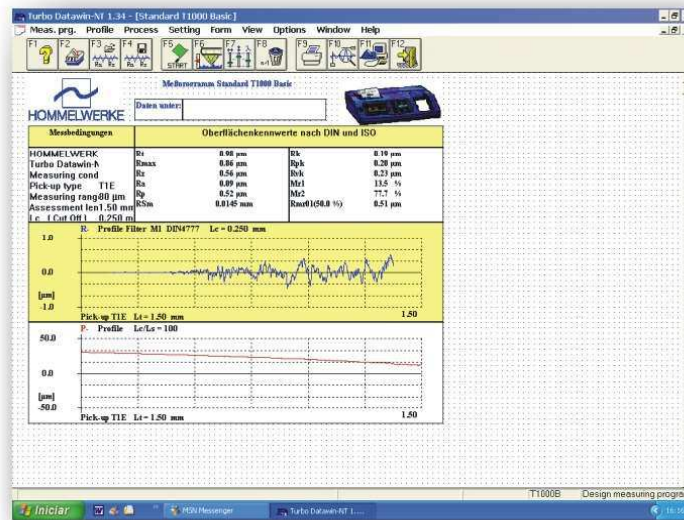 Turbo Datawin-NT 1.34 - [Standard T1000 Basic]
Meas. prg. Profile Process Setting Form View Options Window Help
F1 F2 F3 F4 F5 F6 F7 F8 F9 F10 F11 F12
START
HOMMELWERKE
Meßprogramm Standard T1000 Basic
Daten unter:
Messbedingungen
Oberflächenkennwerte nach DIN und ISO
HOMMELWERK
Turbo Datawin-N
Measuring cond
Pick-up type T1E
Measuring rang 80 µm
Assessment len 1.50 mm
Lc ( Cut Off ) 0.250 m
Rt 0.98 µm Rk 0.19 µm
Rmax 0.86 µm Rpk 0.20 µm
Rz 0.56 µm Rvk 0.23 µm
Ra 0.09 µm Mr1 13.5 %
Rp 0.52 µm Mr2 77.7 %
RSm 0.0145 mm Rmr01(50.0 %) 0.51 µm
R- Profile Filter M1 DIN4777 Lc = 0.250 mm
1.0
0.0
[µm]
-1.0
Pick-up T1E Lt = 1.50 mm 1.50
P- Profile Lc/Ls = 100
50.0
0.0
[µm]
-50.0
Pick-up T1E Lt = 1.50 mm 1.50
T1000B Design measuring progra
Iniciar MSN Messenger Turbo Datawin-NT 1....